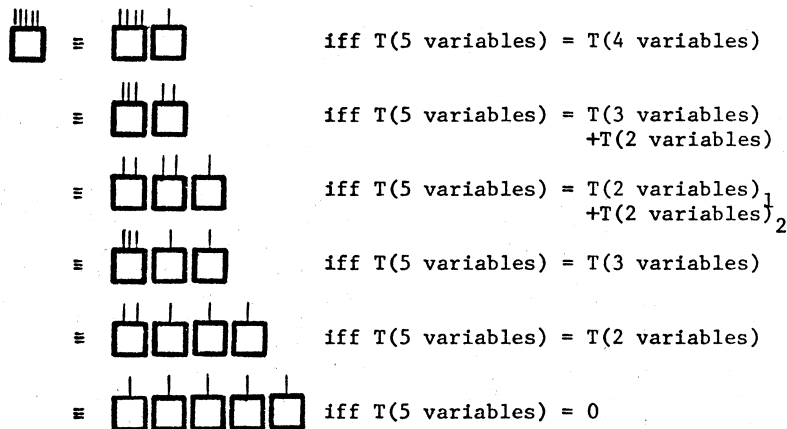 ≡ iff T(5 variables) = T(4 variables)
≡ iff T(5 variables) = T(3 variables)
+T(2 variables)
≡ iff T(5 variables) = T(2 variables)1
+T(2 variables)2
≡ iff T(5 variables) = T(3 variables)
≡ iff T(5 variables) = T(2 variables)
≡ iff T(5 variables) = 0